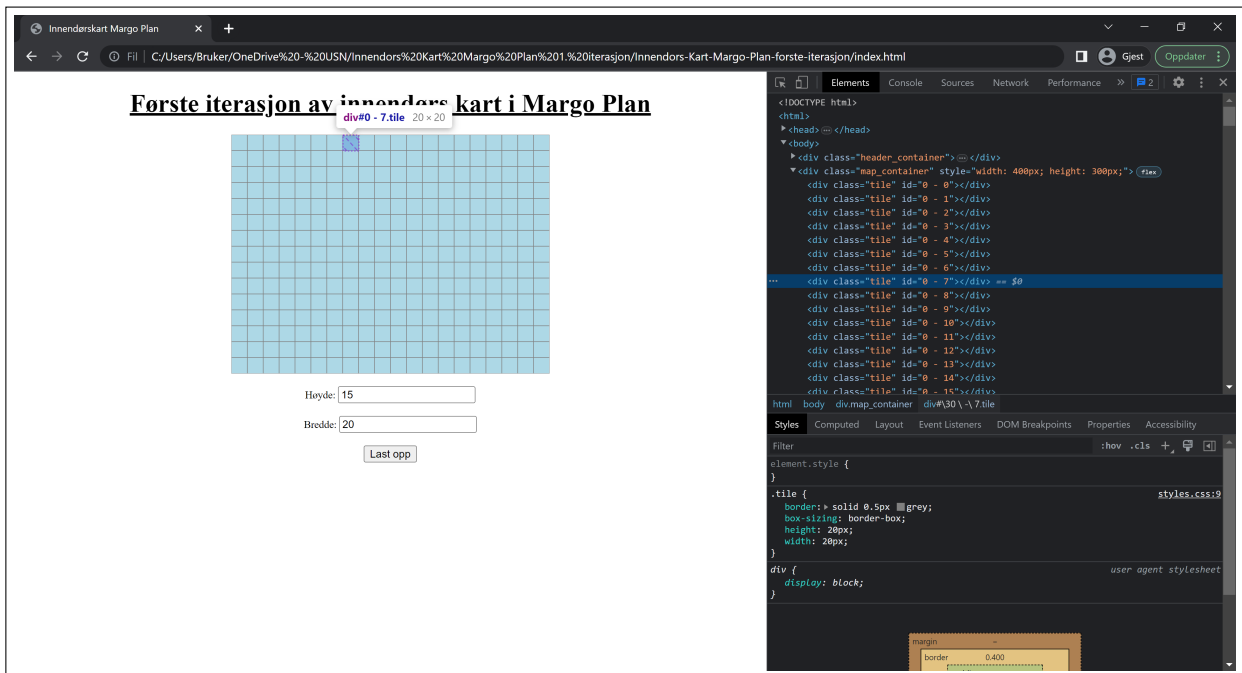 Innendørskart Margo Plan
Fil C:/Users/Bruker/OneDrive%20-%20USN/Innendors%20Kart%20Margo%20Plan%201.%20iterasjon/Innendors-Kart-Margo-Plan-forste-iterasjon/index.html Gjest Oppdater
Første iterasjon av innendørs kart i Margo Plan
div#0 - 7.tile 20 × 20
Høyde: 15
Bredde: 20
Last opp
Elements Console Sources Network Performance » 2
<!DOCTYPE html>
<html>
<head> … </head>
<body>
<div class="header_container"> … </div>
<div class="map_container" style="width: 400px; height: 300px;"> flex
<div class="tile" id="0 - 0"></div>
<div class="tile" id="0 - 1"></div>
<div class="tile" id="0 - 2"></div>
<div class="tile" id="0 - 3"></div>
<div class="tile" id="0 - 4"></div>
<div class="tile" id="0 - 5"></div>
<div class="tile" id="0 - 6"></div>
… <div class="tile" id="0 - 7"></div> == $0
<div class="tile" id="0 - 8"></div>
<div class="tile" id="0 - 9"></div>
<div class="tile" id="0 - 10"></div>
<div class="tile" id="0 - 11"></div>
<div class="tile" id="0 - 12"></div>
<div class="tile" id="0 - 13"></div>
<div class="tile" id="0 - 14"></div>
<div class="tile" id="0 - 15"></div>
html body div.map_container div#\30 \ -\ 7.tile
Styles Computed Layout Event Listeners DOM Breakpoints Properties Accessibility
Filter :hov .cls +
element.style {
}
.tile { styles.css:9
border: solid 0.5px grey;
box-sizing: border-box;
height: 20px;
width: 20px;
}
div { user agent stylesheet
display: block;
}
margin -
border 0.400